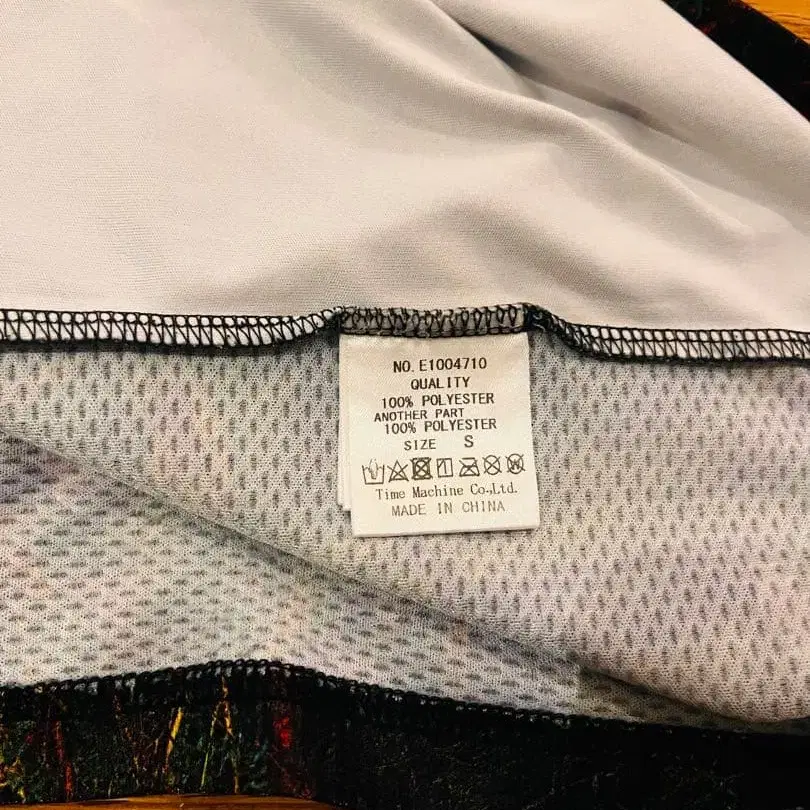 NO. E1004710
QUALITY
100% POLYESTER
ANOTHER PART
100% POLYESTER
SIZE S
Time Machine Co.,Ltd.
MADE IN CHINA